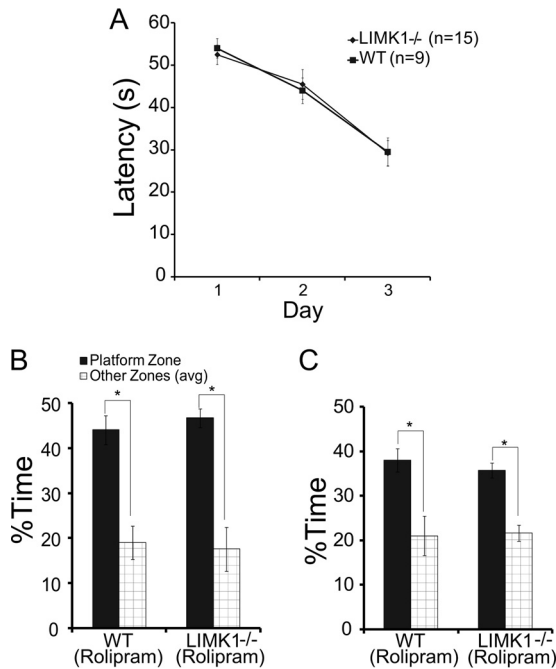 A
LIMK1-/- (n=15)
WT (n=9)
Latency (s)
60
50
40
30
20
10
0
1 2 3
Day
B
Platform Zone
Other Zones (avg)
%Time
50
40
30
20
10
0
*
*
WT
(Rolipram)
LIMK1-/-
(Rolipram)
C
%Time
50
40
30
20
10
0
*
*
WT
(Rolipram)
LIMK1-/-
(Rolipram)